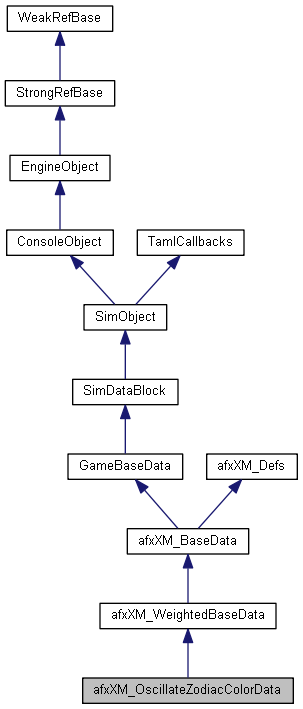 WeakRefBase
StrongRefBase
EngineObject
ConsoleObject
TamlCallbacks
SimObject
SimDataBlock
GameBaseData
afxXM_Defs
afxXM_BaseData
afxXM_WeightedBaseData
afxXM_OscillateZodiacColorData